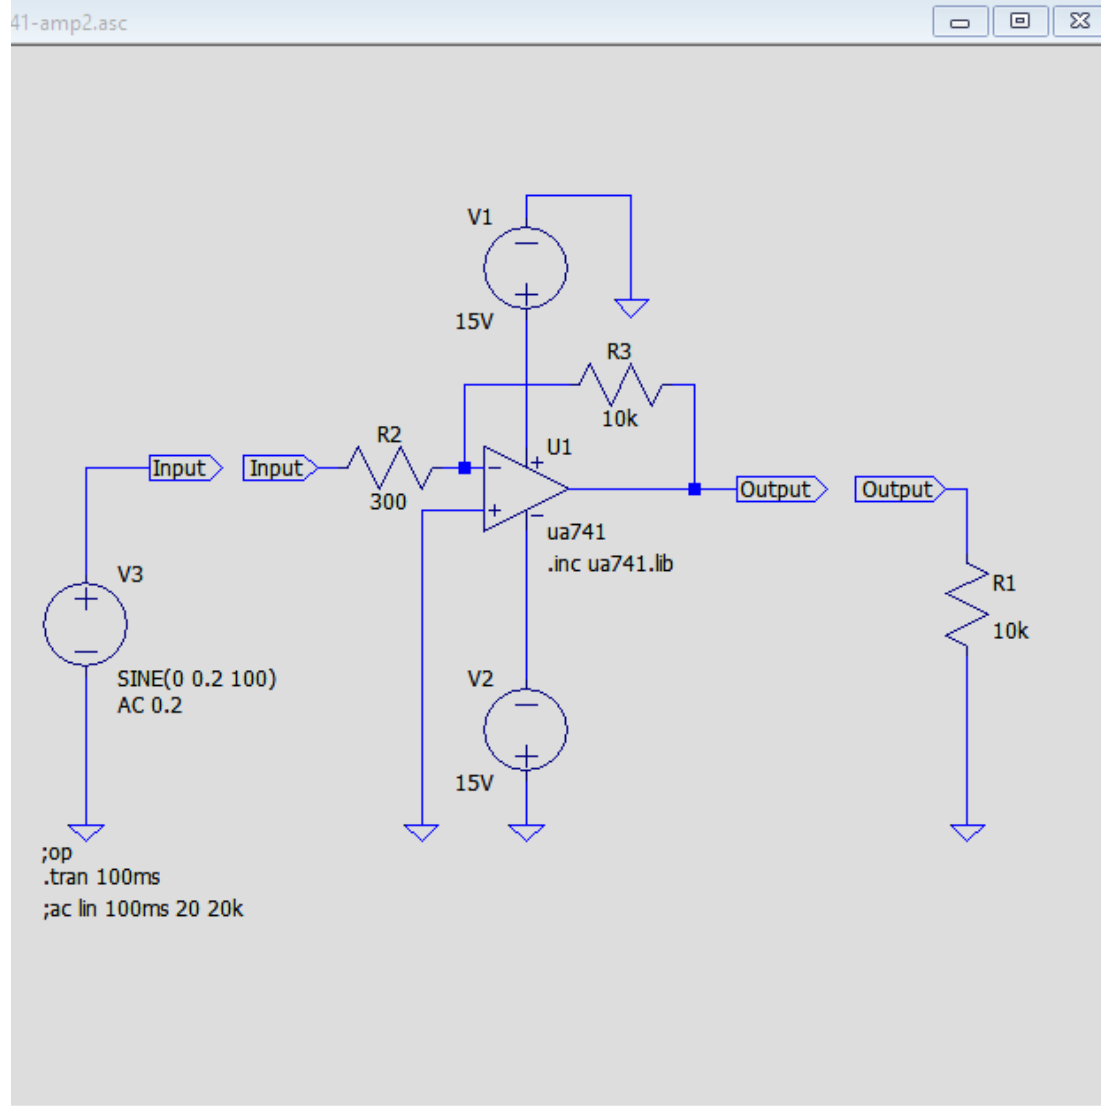 41-amp2.asc
V1
15V
R3
10k
R2
300
U1
Input
Input
Output
Output
ua741
.inc ua741.lib
V3
R1
10k
SINE(0 0.2 100)
AC 0.2
V2
15V
;op
.tran 100ms
;ac lin 100ms 20 20k